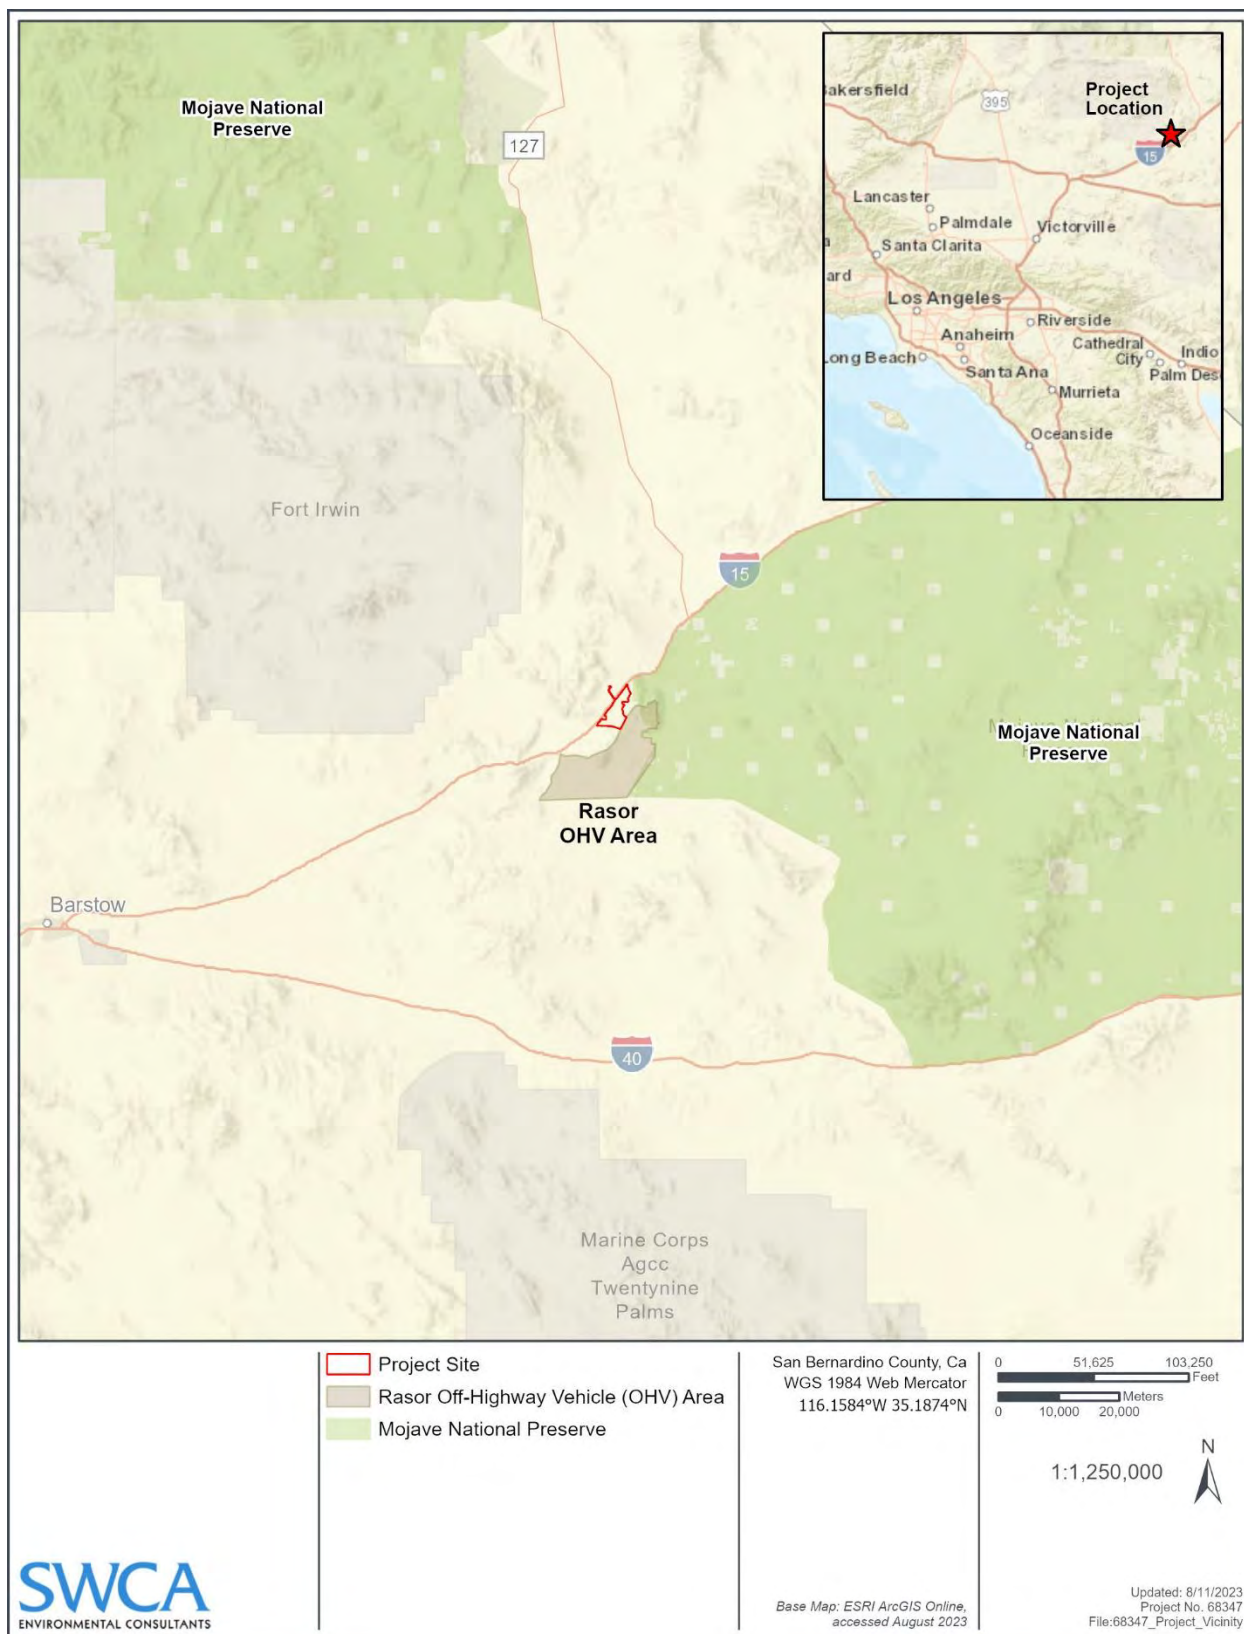 Mojave National
Preserve
127
Fort Irwin
15
Mojave National
Preserve
Rasor
OHV Area
Barstow
40
Marine Corps
Agcc
Twentynine
Palms
Bakersfield
395
Project
Location
15
Lancaster
Palmdale
Victorville
Santa Clarita
ard
Los Angeles
Riverside
Anaheim
Cathedral
City
Indio
Long Beach
Santa Ana
Palm Des
Murrieta
Oceanside
Project Site
Rasor Off-Highway Vehicle (OHV) Area
Mojave National Preserve
San Bernardino County, Ca
WGS 1984 Web Mercator
116.1584°W 35.1874°N
0 51,625 103,250
Feet
Meters
0 10,000 20,000
N
1:1,250,000
SWCA
ENVIRONMENTAL CONSULTANTS
Base Map: ESRI ArcGIS Online,
accessed August 2023
Updated: 8/11/2023
Project No. 68347
File:68347_Project_Vicinity